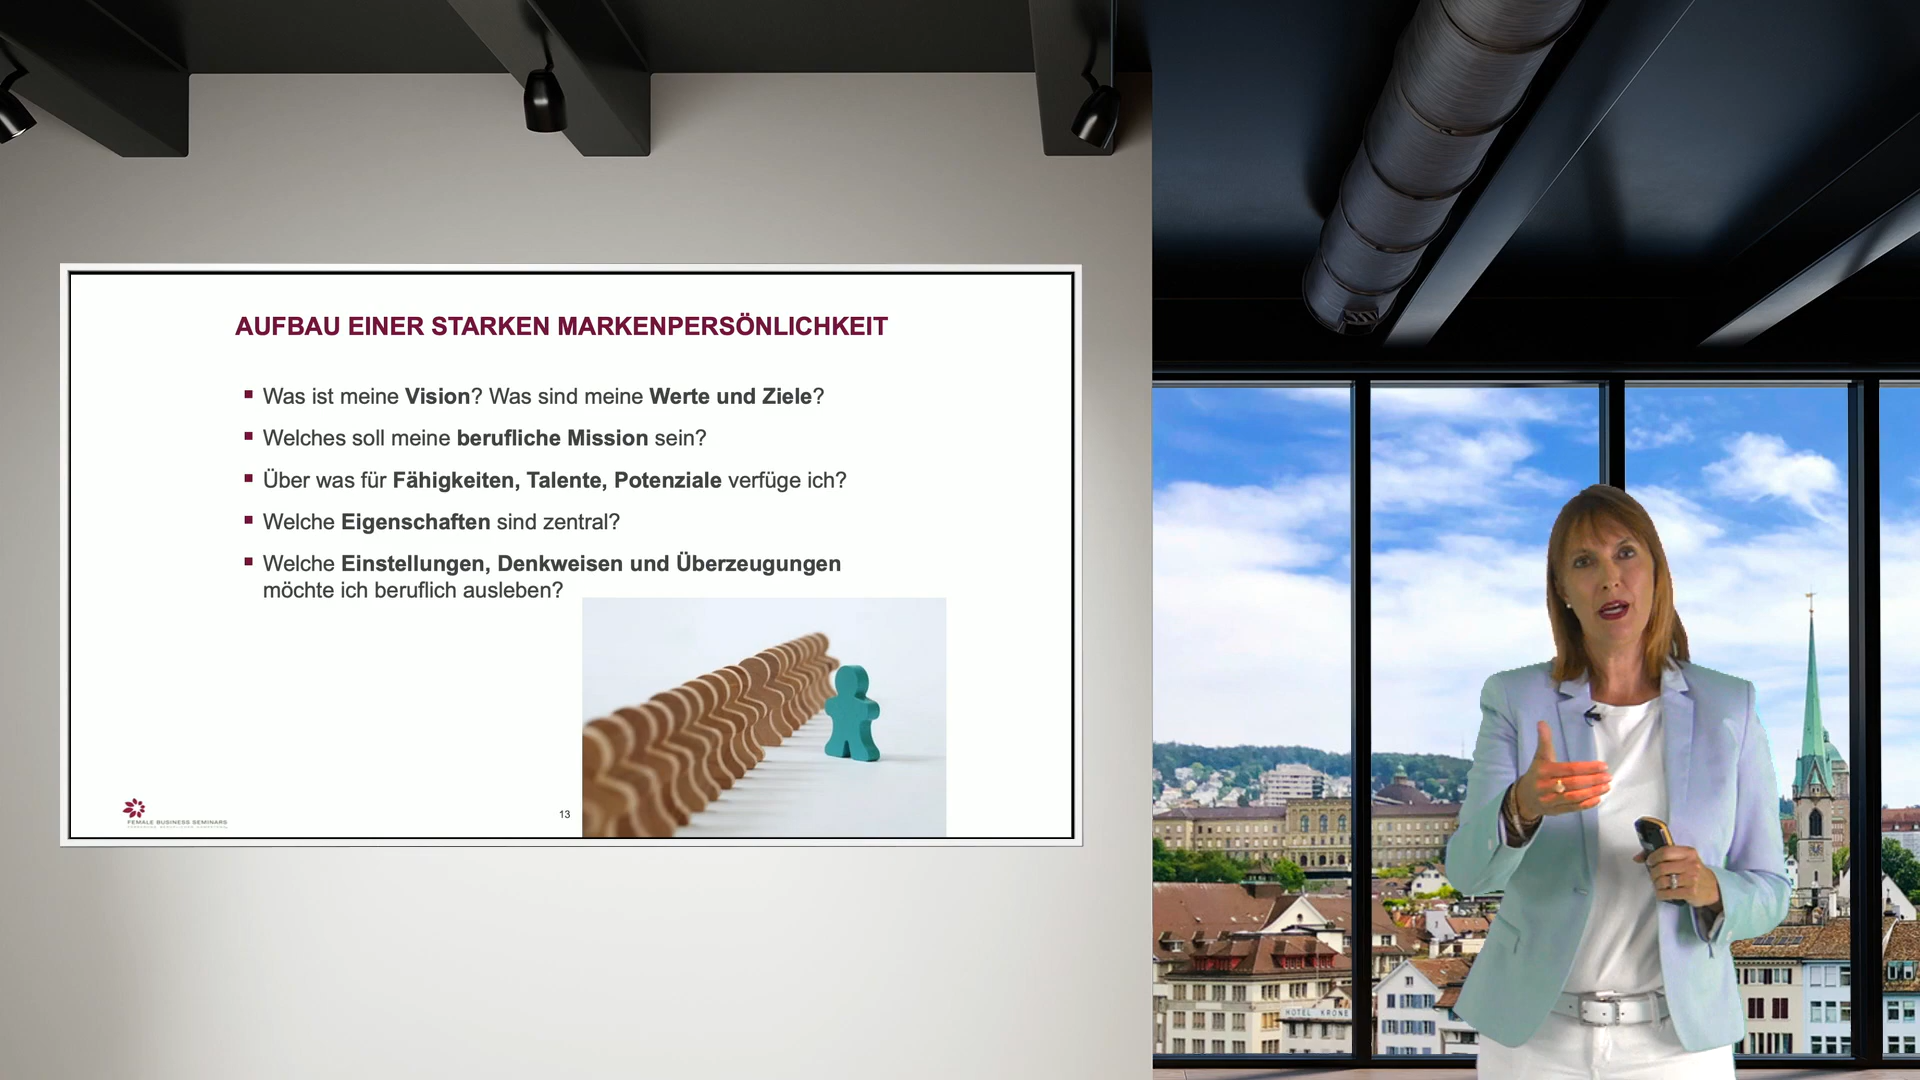 AUFBAU EINER STARKEN MARKENPERSÖNLICHKEIT
Was ist meine Vision? Was sind meine Werte und Ziele?
Welches soll meine berufliche Mission sein?
Über was für Fähigkeiten, Talente, Potenziale verfüge ich?
Welche Eigenschaften sind zentral?
Welche Einstellungen, Denkweisen und Überzeugungen
möchte ich beruflich ausleben?
FEMALE BUSINESS SEMINARS
13
HOTEL KRONE